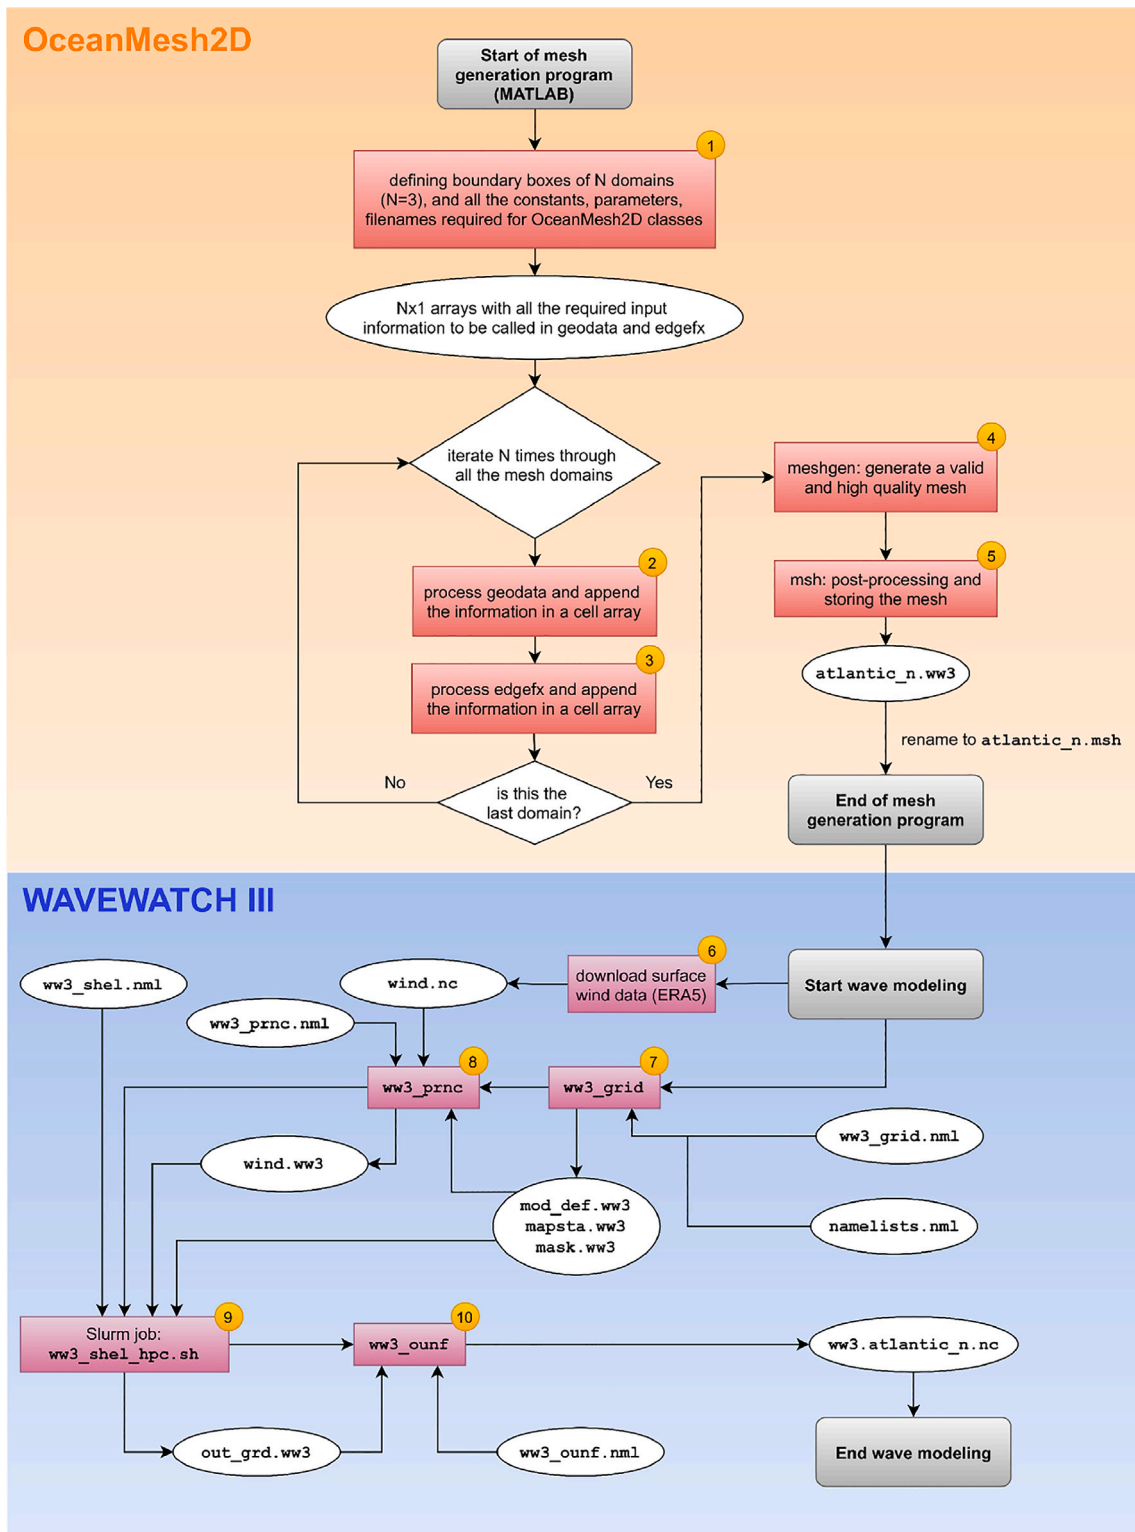 OceanMesh2D
Start of mesh
generation program
(MATLAB)
1
defining boundary boxes of N domains
(N=3), and all the constants, parameters,
filenames required for OceanMesh2D classes
Nx1 arrays with all the required input
information to be called in geodata and edgefx
iterate N times through
all the mesh domains
2
process geodata and append
the information in a cell array
3
process edgefx and append
the information in a cell array
No
is this the
last domain?
Yes
4
meshgen: generate a valid
and high quality mesh
5
msh: post-processing and
storing the mesh
atlantic_n.ww3
rename to atlantic_n.msh
End of mesh
generation program
WAVEWATCH III
Start wave modeling
6
download surface
wind data (ERA5)
wind.nc
ww3_shel.nml
ww3_prnc.nml
8
ww3_prnc
7
ww3_grid
ww3_grid.nml
namelists.nml
wind.ww3
mod_def.ww3
mapsta.ww3
mask.ww3
9
Slurm job:
ww3_shel_hpc.sh
10
ww3_ounf
ww3.atlantic_n.nc
out_grd.ww3
ww3_ounf.nml
End wave modeling